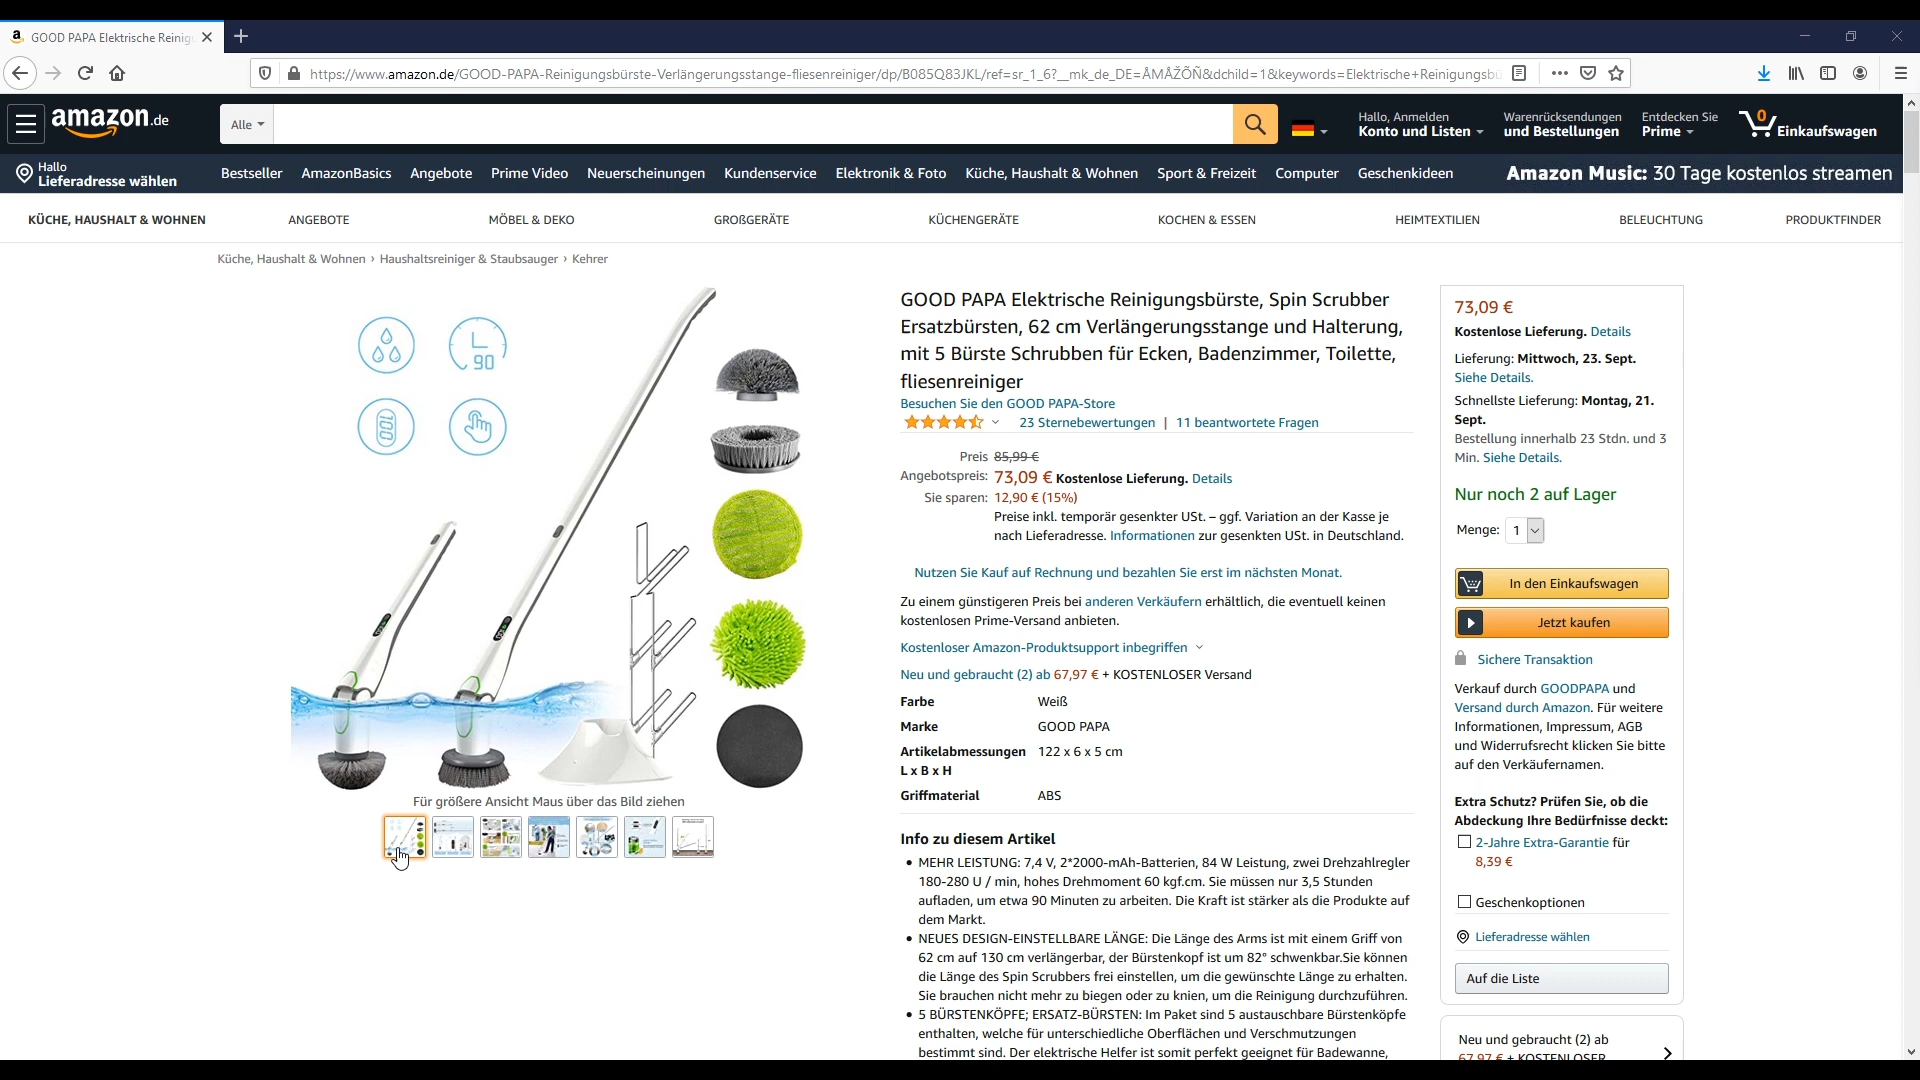 GOOD PAPA Elektrische Reinig
https://www.amazon.de/GOOD-PAPA-Reinigungsbürste-Verlängerungsstange-fliesenreiniger/dp/B085Q83JKL/ref=sr_1_6?__mk_de_DE=ÅMÅŽÕÑ&dchild=1&keywords=Elektrische+Reinigungsbü
amazon.de
Alle
Hallo, Anmelden
Konto und Listen
Warenrücksendungen
und Bestellungen
Entdecken Sie
Prime
0
Einkaufswagen
Hallo
Lieferadresse wählen
Bestseller AmazonBasics Angebote Prime Video Neuerscheinungen Kundenservice Elektronik & Foto Küche, Haushalt & Wohnen Sport & Freizeit Computer Geschenkideen
Amazon Music: 30 Tage kostenlos streamen
KÜCHE, HAUSHALT & WOHNEN ANGEBOTE MÖBEL & DEKO GROßGERÄTE KÜCHENGERÄTE KOCHEN & ESSEN HEIMTEXTILIEN BELEUCHTUNG PRODUKTFINDER
Küche, Haushalt & Wohnen › Haushaltsreiniger & Staubsauger › Kehrer
90
100
Für größere Ansicht Maus über das Bild ziehen
GOOD PAPA Elektrische Reinigungsbürste, Spin Scrubber
Ersatzbürsten, 62 cm Verlängerungsstange und Halterung,
mit 5 Bürste Schrubben für Ecken, Badenzimmer, Toilette,
fliesenreiniger
Besuchen Sie den GOOD PAPA-Store
23 Sternebewertungen | 11 beantwortete Fragen
Preis 85,99 €
Angebotspreis: 73,09 € Kostenlose Lieferung. Details
Sie sparen: 12,90 € (15%)
Preise inkl. temporär gesenkter USt. – ggf. Variation an der Kasse je
nach Lieferadresse. Informationen zur gesenkten USt. in Deutschland.
Nutzen Sie Kauf auf Rechnung und bezahlen Sie erst im nächsten Monat.
Zu einem günstigeren Preis bei anderen Verkäufern erhältlich, die eventuell keinen
kostenlosen Prime-Versand anbieten.
Kostenloser Amazon-Produktsupport inbegriffen
Neu und gebraucht (2) ab 67,97 € + KOSTENLOSER Versand
Farbe Weiß
Marke GOOD PAPA
Artikelabmessungen 122 x 6 x 5 cm
L x B x H
Griffmaterial ABS
Info zu diesem Artikel
• MEHR LEISTUNG: 7,4 V, 2*2000-mAh-Batterien, 84 W Leistung, zwei Drehzahlregler
180-280 U / min, hohes Drehmoment 60 kgf.cm. Sie müssen nur 3,5 Stunden
aufladen, um etwa 90 Minuten zu arbeiten. Die Kraft ist stärker als die Produkte auf
dem Markt.
• NEUES DESIGN-EINSTELLBARE LÄNGE: Die Länge des Arms ist mit einem Griff von
62 cm auf 130 cm verlängerbar, der Bürstenkopf ist um 82° schwenkbar.Sie können
die Länge des Spin Scrubbers frei einstellen, um die gewünschte Länge zu erhalten.
Sie brauchen nicht mehr zu biegen oder zu knien, um die Reinigung durchzuführen.
• 5 BÜRSTENKÖPFE; ERSATZ-BÜRSTEN: Im Paket sind 5 austauschbare Bürstenköpfe
enthalten, welche für unterschiedliche Oberflächen und Verschmutzungen
bestimmt sind. Der elektrische Helfer ist somit perfekt geeignet für Badewanne,
73,09 €
Kostenlose Lieferung. Details
Lieferung: Mittwoch, 23. Sept.
Siehe Details.
Schnellste Lieferung: Montag, 21.
Sept.
Bestellung innerhalb 23 Stdn. und 3
Min. Siehe Details.
Nur noch 2 auf Lager
Menge: 1
In den Einkaufswagen
Jetzt kaufen
Sichere Transaktion
Verkauf durch GOODPAPA und
Versand durch Amazon. Für weitere
Informationen, Impressum, AGB
und Widerrufsrecht klicken Sie bitte
auf den Verkäufernamen.
Extra Schutz? Prüfen Sie, ob die
Abdeckung Ihre Bedürfnisse deckt:
2-Jahre Extra-Garantie für
8,39 €
Geschenkoptionen
Lieferadresse wählen
Auf die Liste
Neu und gebraucht (2) ab
67,97 € + KOSTENLOSER